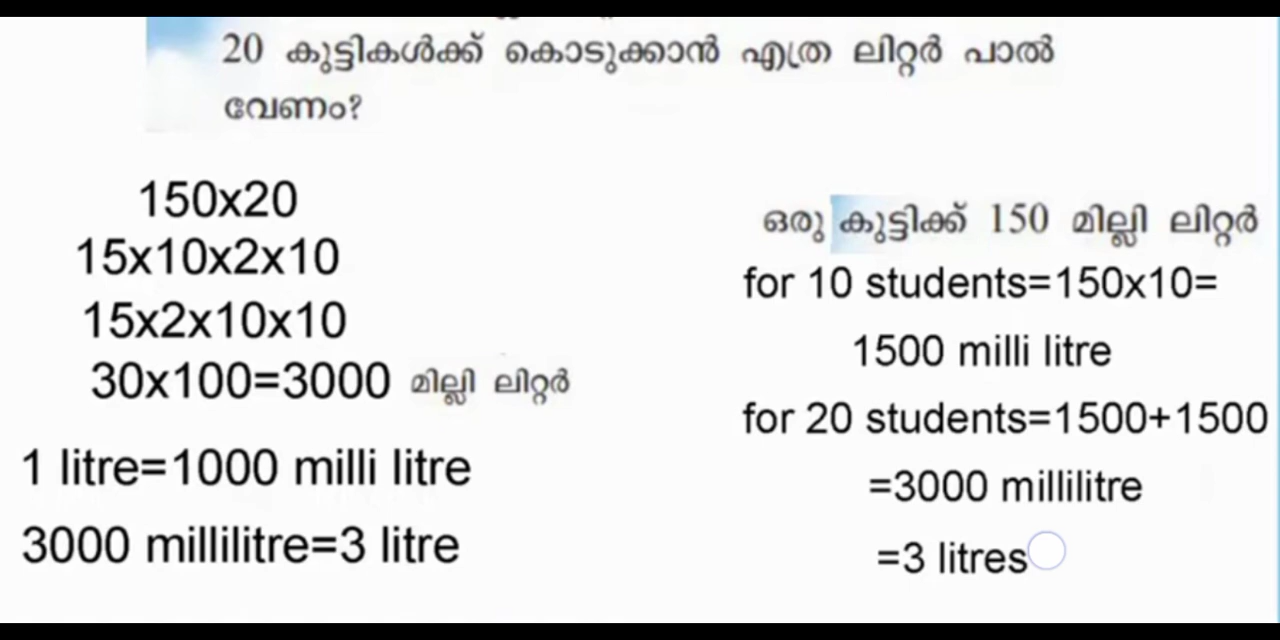 20 കുട്ടികൾക്ക് കൊടുക്കാൻ എത്ര ലിറ്റർ പാൽ
വേണം?
150x20
15x10x2x10
15x2x10x10
30x100=3000 മില്ലി ലിറ്റർ
1 litre=1000 milli litre
3000 millilitre=3 litre
ഒരു കുട്ടിക്ക് 150 മില്ലി ലിറ്റർ
for 10 students=150x10=
1500 milli litre
for 20 students=1500+1500
=3000 millilitre
=3 litres